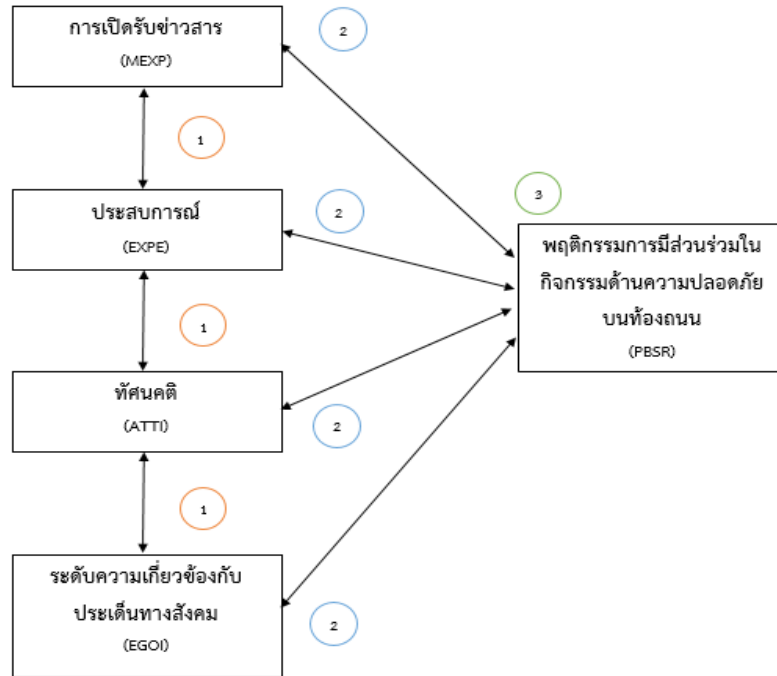 การเปิดรับข่าวสาร
(MEXP)
2
1
ประสบการณ์
(EXPE)
2
3
พฤติกรรมการมีส่วนร่วมใน
กิจกรรมด้านความปลอดภัย
บนท้องถนน
(PBSR)
1
ทัศนคติ
(ATTI)
2
1
ระดับความเกี่ยวข้องกับ
ประเด็นทางสังคม
(EGOI)
2